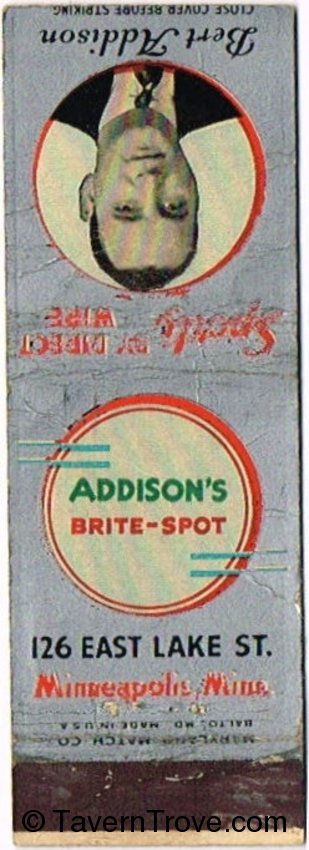 CLOSE COVER BEFORE STRIKING
Bert Addison
Sports BY DIRECT
WIRE
ADDISON'S
BRITE-SPOT
126 EAST LAKE ST.
Minneapolis, Minn.
MARYLAND MATCH CO.
BALTO., MD. MADE IN U.S.A.
© TavernTrove.com